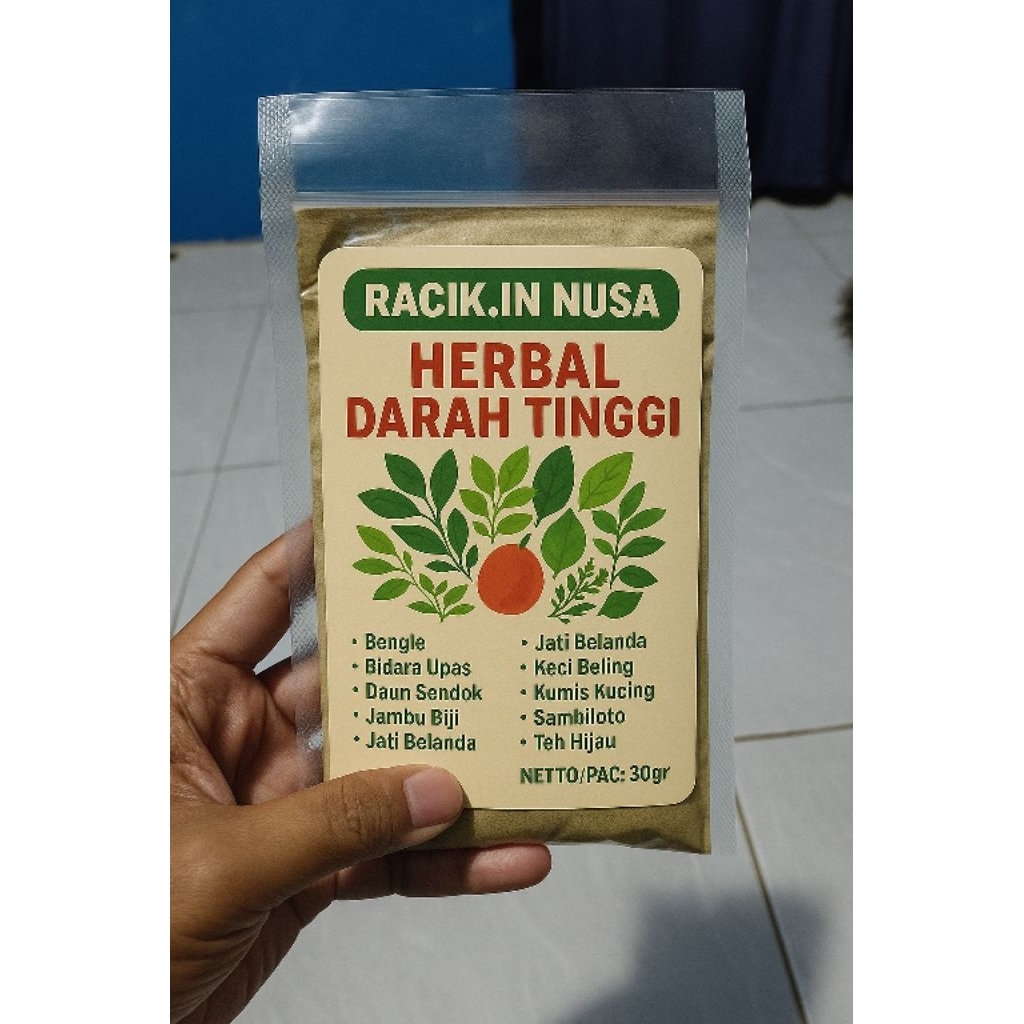 RACIK.IN NUSA
HERBAL
DARAH TINGGI
• Bengle
• Bidara Upas
• Daun Sendok
• Jambu Biji
• Jati Belanda
• Jati Belanda
• Keci Beling
• Kumis Kucing
• Sambiloto
• Teh Hijau
NETTO/PAC: 30gr